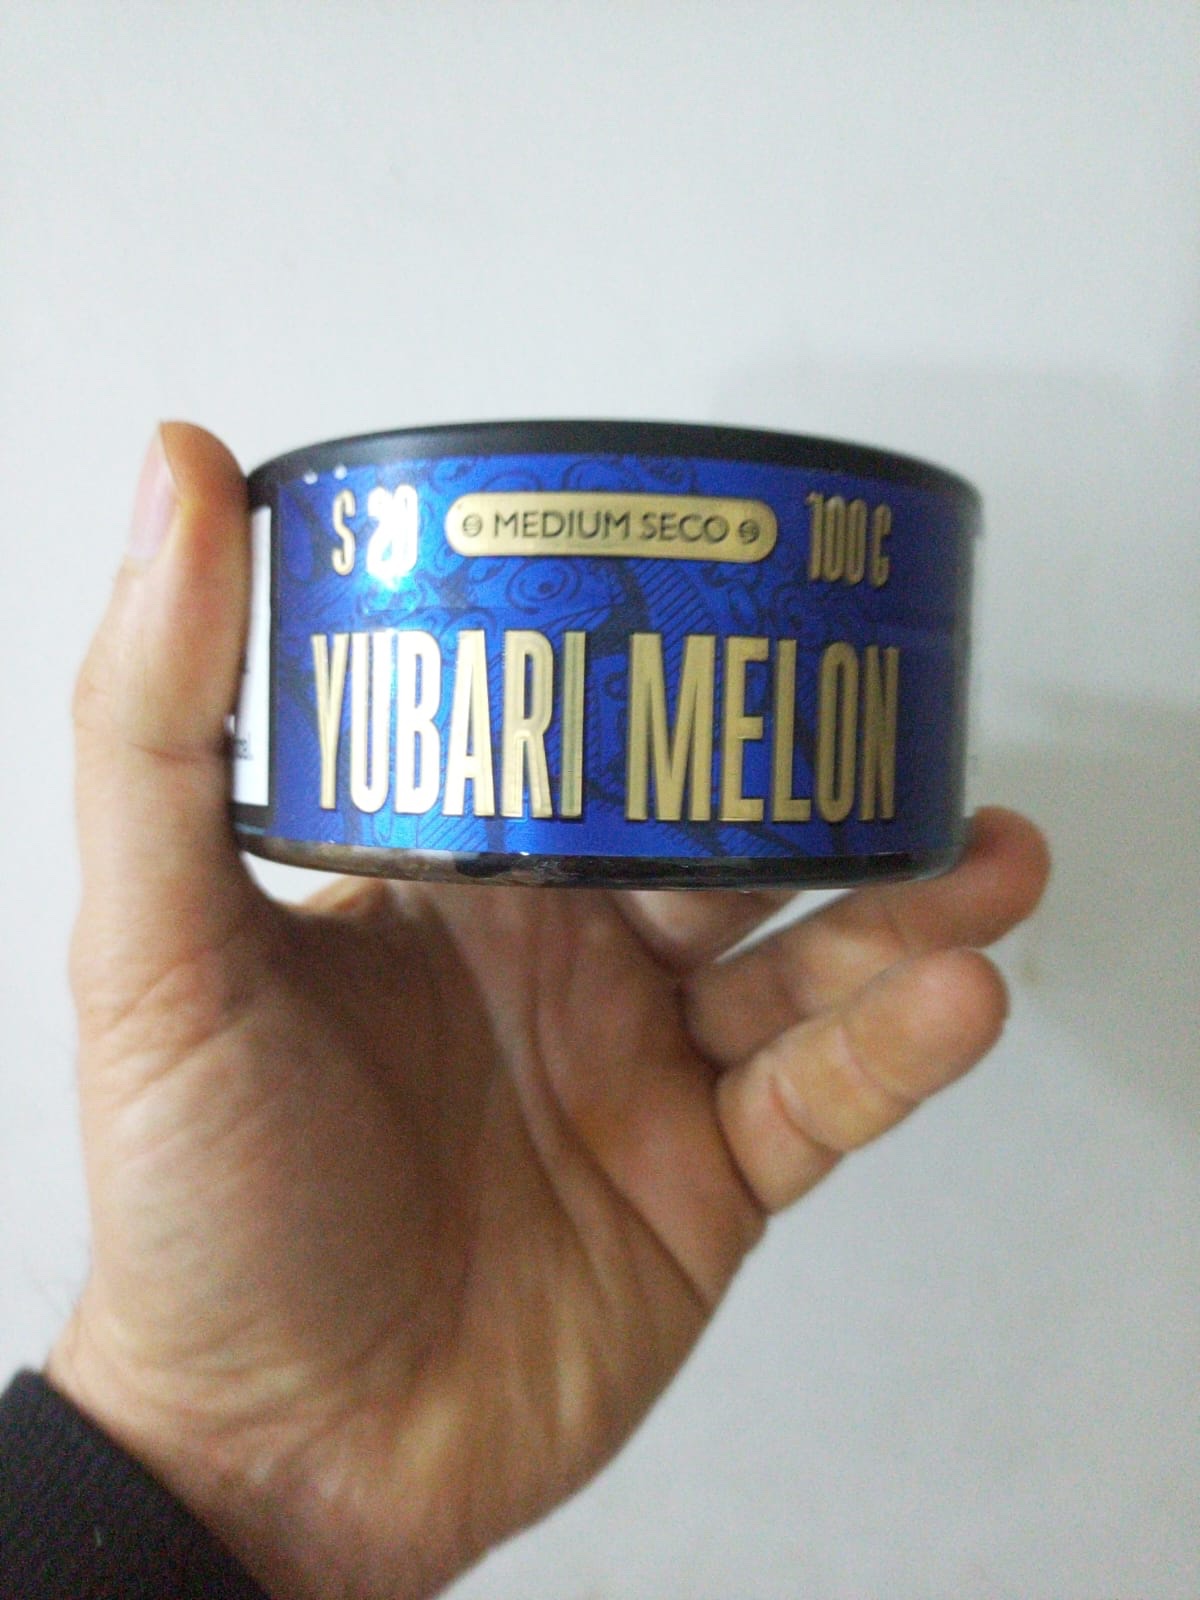 S 20 MEDIUM SECO 100 G
YUBARI MELON